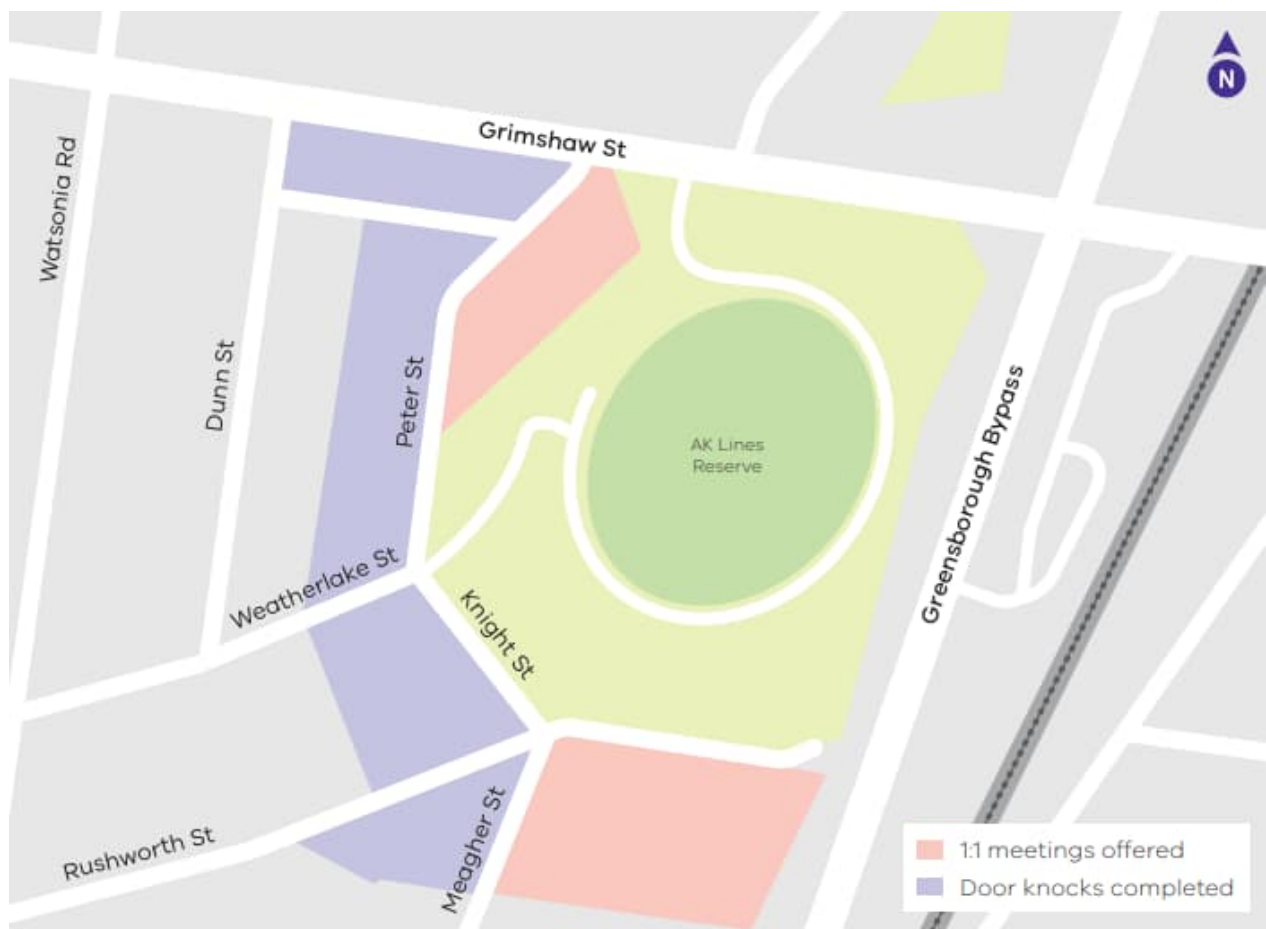 N
Grimshaw St
Watsonia Rd
Dunn St
Peter St
AK Lines
Reserve
Greensborough Bypass
Weatherlake St
Knight St
Rushworth St
Meagher St
1:1 meetings offered
Door knocks completed